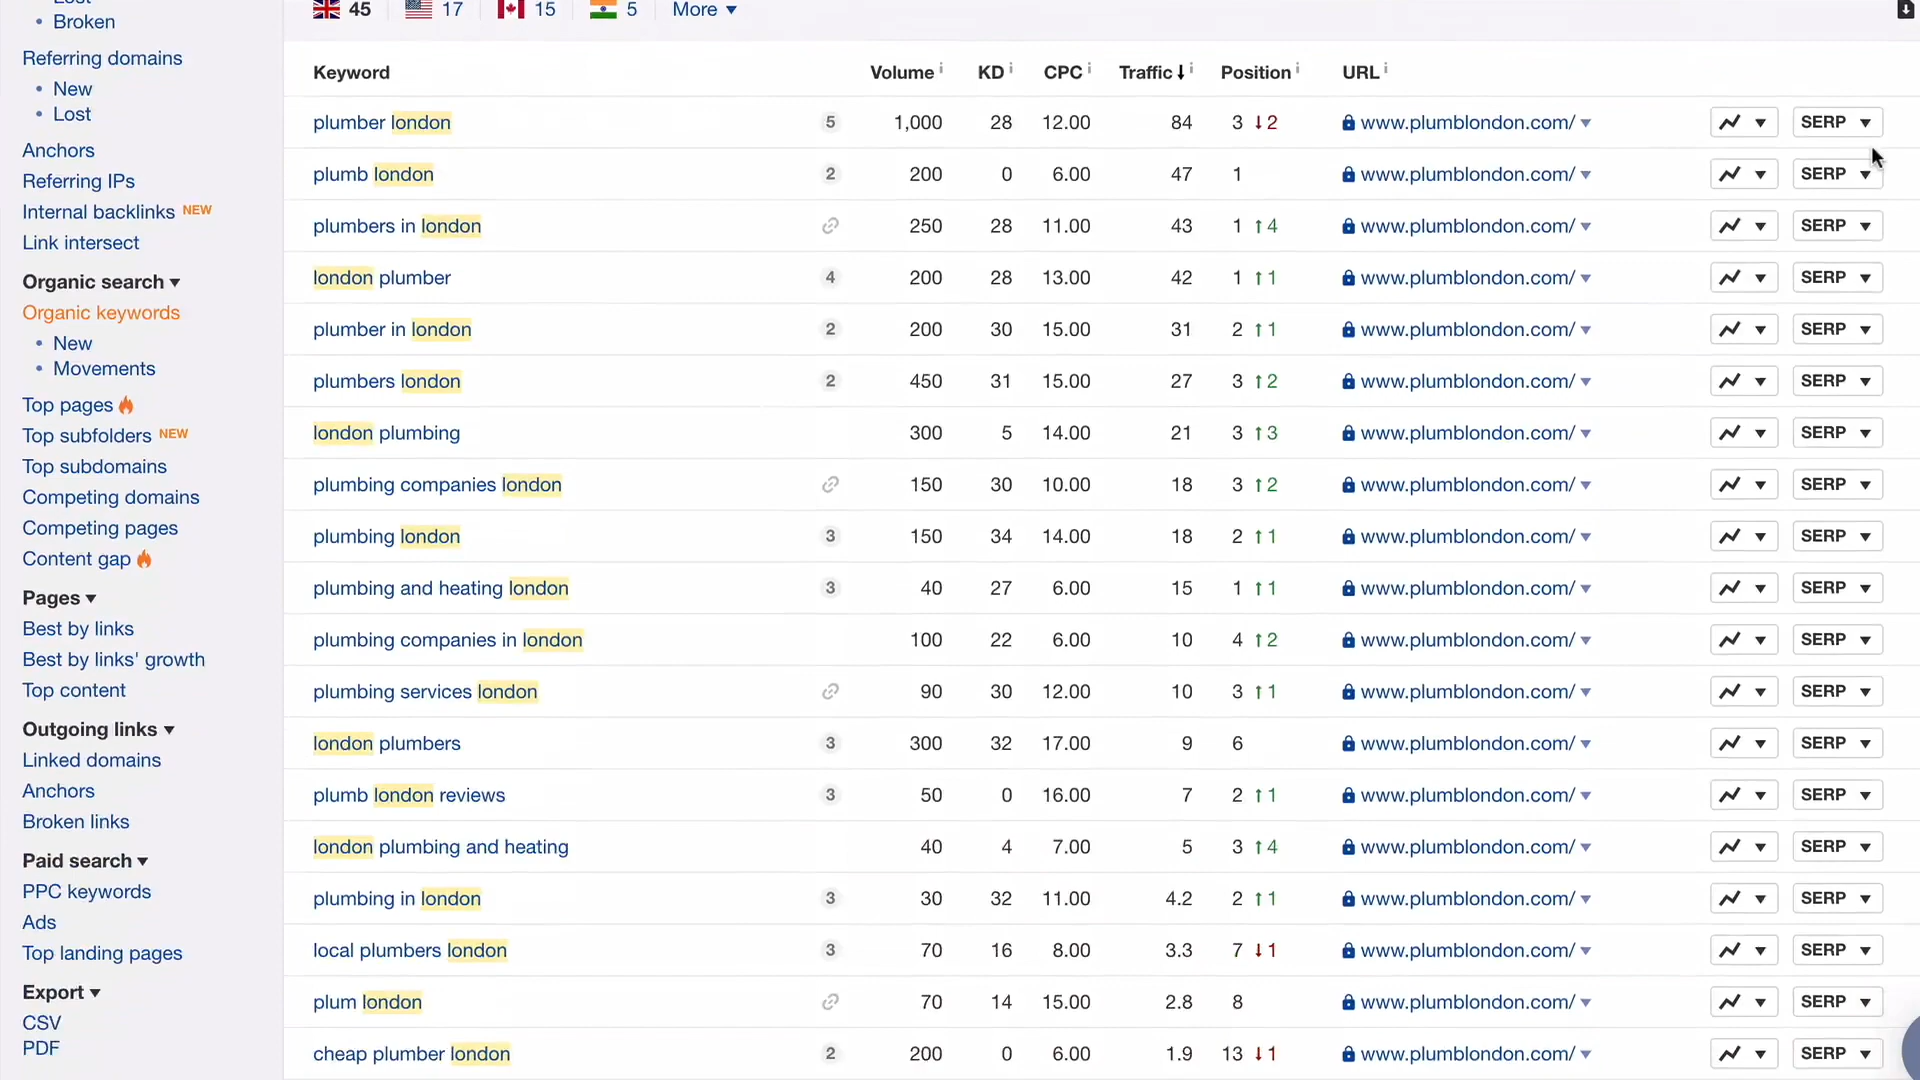 Broken
Referring domains
New
Lost
Anchors
Referring IPs
Internal backlinks NEW
Link intersect
Organic search
Organic keywords
New
Movements
Top pages
Top subfolders NEW
Top subdomains
Competing domains
Competing pages
Content gap
Pages
Best by links
Best by links' growth
Top content
Outgoing links
Linked domains
Anchors
Broken links
Paid search
PPC keywords
Ads
Top landing pages
Export
CSV
PDF
45 17 15 5 More
Keyword Volume i KD i CPC i Traffic i Position i URL i
plumber london 5 1,000 28 12.00 84 3 ↓2 www.plumblondon.com/ SERP
plumb london 2 200 0 6.00 47 1 www.plumblondon.com/ SERP
plumbers in london 250 28 11.00 43 1 ↑4 www.plumblondon.com/ SERP
london plumber 4 200 28 13.00 42 1 ↑1 www.plumblondon.com/ SERP
plumber in london 2 200 30 15.00 31 2 ↑1 www.plumblondon.com/ SERP
plumbers london 2 450 31 15.00 27 3 ↑2 www.plumblondon.com/ SERP
london plumbing 300 5 14.00 21 3 ↑3 www.plumblondon.com/ SERP
plumbing companies london 150 30 10.00 18 3 ↑2 www.plumblondon.com/ SERP
plumbing london 3 150 34 14.00 18 2 ↑1 www.plumblondon.com/ SERP
plumbing and heating london 3 40 27 6.00 15 1 ↑1 www.plumblondon.com/ SERP
plumbing companies in london 100 22 6.00 10 4 ↑2 www.plumblondon.com/ SERP
plumbing services london 90 30 12.00 10 3 ↑1 www.plumblondon.com/ SERP
london plumbers 3 300 32 17.00 9 6 www.plumblondon.com/ SERP
plumb london reviews 3 50 0 16.00 7 2 ↑1 www.plumblondon.com/ SERP
london plumbing and heating 40 4 7.00 5 3 ↑4 www.plumblondon.com/ SERP
plumbing in london 3 30 32 11.00 4.2 2 ↑1 www.plumblondon.com/ SERP
local plumbers london 3 70 16 8.00 3.3 7 ↓1 www.plumblondon.com/ SERP
plum london 70 14 15.00 2.8 8 www.plumblondon.com/ SERP
cheap plumber london 2 200 0 6.00 1.9 13 ↓1 www.plumblondon.com/ SERP